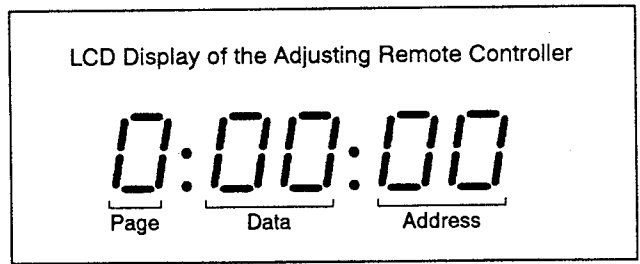 LCD Display of the Adjusting Remote Controller
0:00:00
Page Data Address